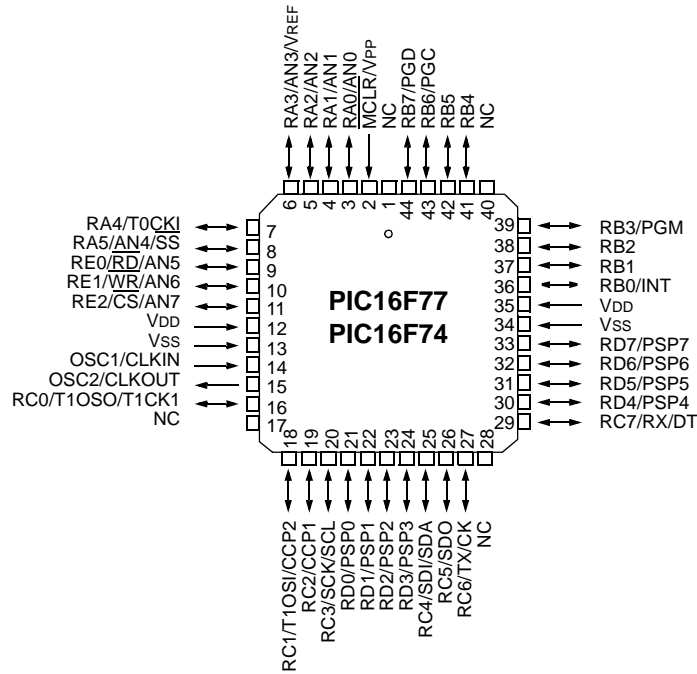 RA3/AN3/VREF
RA2/AN2
RA1/AN1
RA0/AN0
MCLR/VPP
NC
RB7/PGD
RB6/PGC
RB5
RB4
NC
6
5
4
3
2
1
44
43
42
41
40
RA4/T0CKI
RA5/AN4/SS
RE0/RD/AN5
RE1/WR/AN6
RE2/CS/AN7
VDD
VSS
OSC1/CLKIN
OSC2/CLKOUT
RC0/T1OSO/T1CK1
NC
7
8
9
10
11
12
13
14
15
16
17
PIC16F77
PIC16F74
39
38
37
36
35
34
33
32
31
30
29
RB3/PGM
RB2
RB1
RB0/INT
VDD
VSS
RD7/PSP7
RD6/PSP6
RD5/PSP5
RD4/PSP4
RC7/RX/DT
18
19
20
21
22
23
24
25
26
27
28
RC1/T1OSI/CCP2
RC2/CCP1
RC3/SCK/SCL
RD0/PSP0
RD1/PSP1
RD2/PSP2
RD3/PSP3
RC4/SDI/SDA
RC5/SDO
RC6/TX/CK
NC